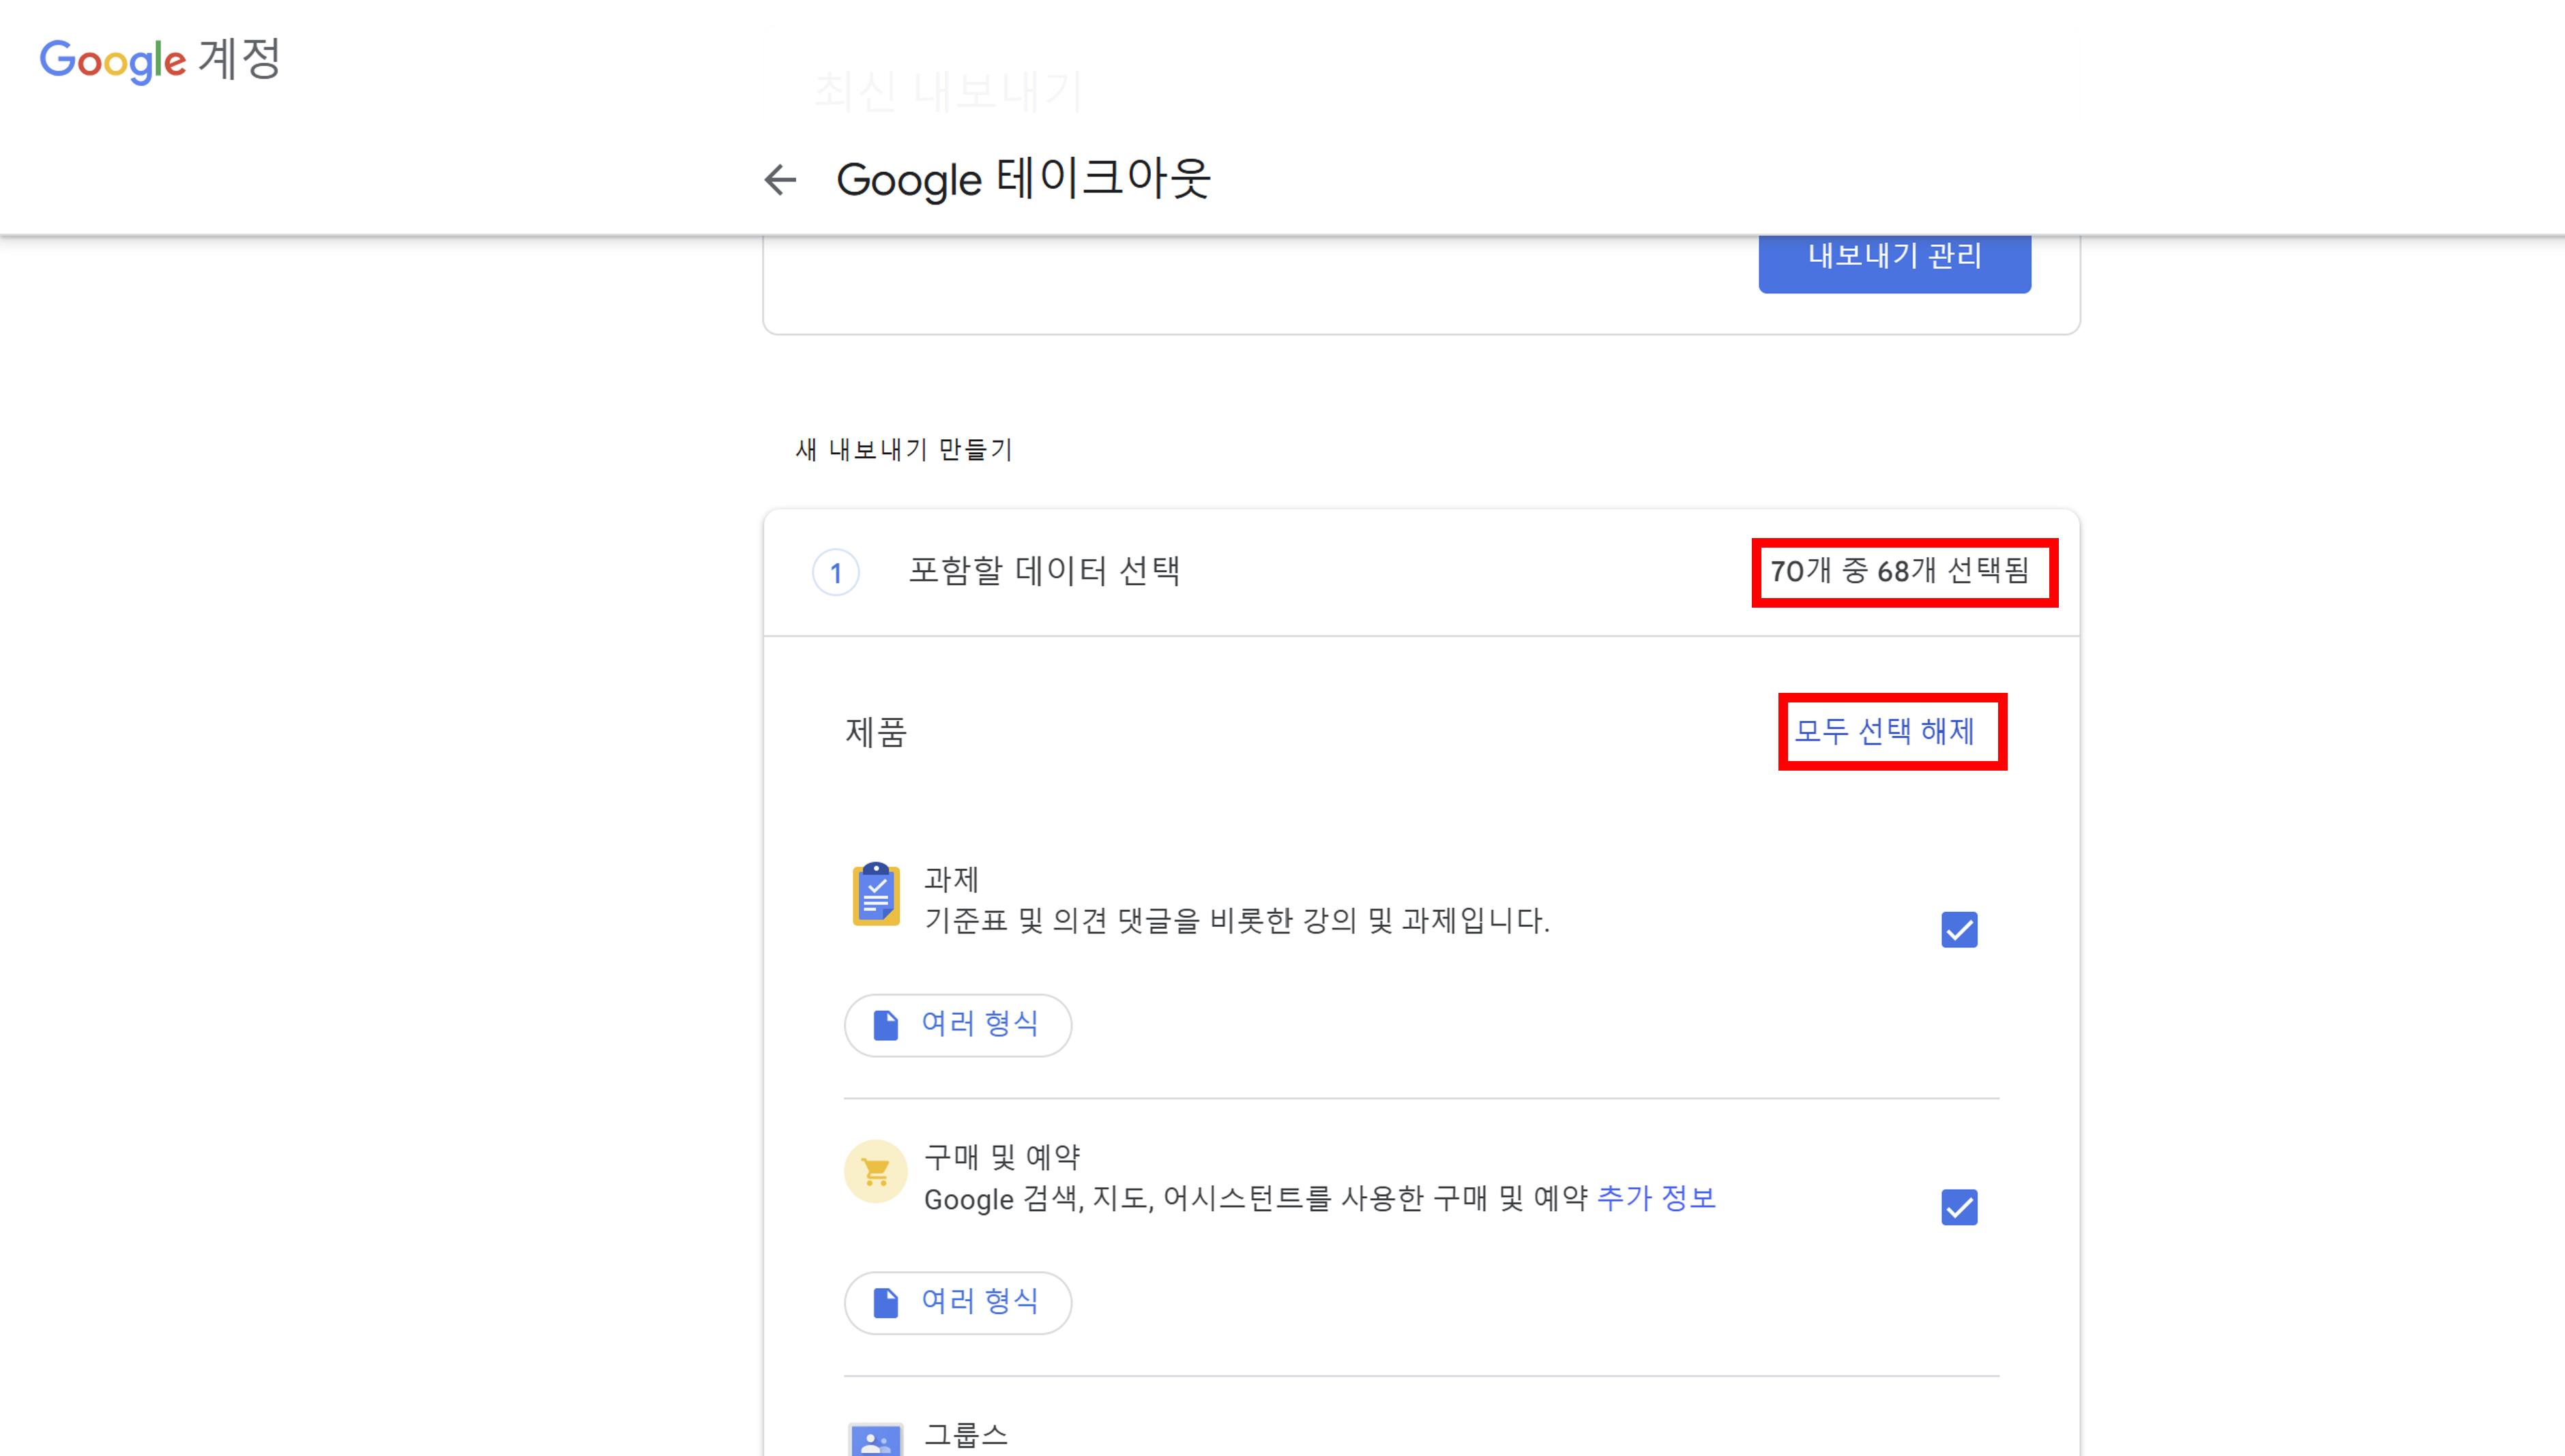 Google 계정
최신 내보내기
Google 테이크아웃
내보내기 관리
새 내보내기 만들기
1 포함할 데이터 선택 70개 중 68개 선택됨
제품 모두 선택 해제
과제
기준표 및 의견 댓글을 비롯한 강의 및 과제입니다.
여러 형식
구매 및 예약
Google 검색, 지도, 어시스턴트를 사용한 구매 및 예약 추가 정보
여러 형식
그룹스